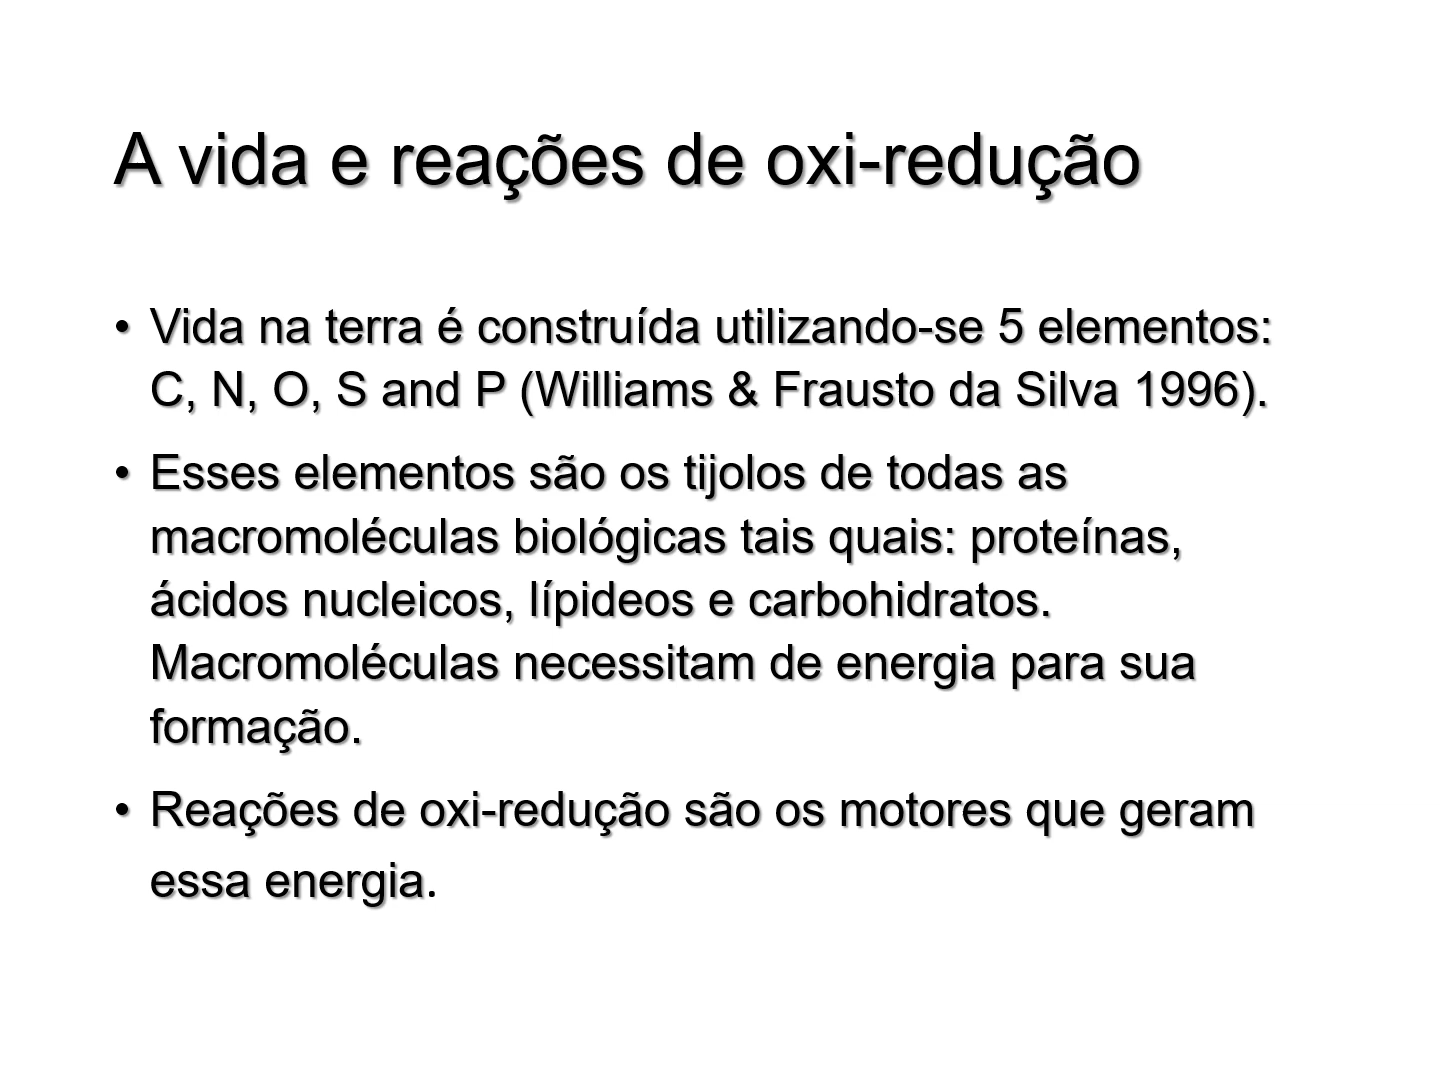 A vida e reações de oxi-redução
• Vida na terra é construída utilizando-se 5 elementos:
C, N, O, S and P (Williams & Frausto da Silva 1996).
• Esses elementos são os tijolos de todas as
macromoléculas biológicas tais quais: proteínas,
ácidos nucleicos, lípideos e carbohidratos.
Macromoléculas necessitam de energia para sua
formação.
• Reações de oxi-redução são os motores que geram
essa energia.